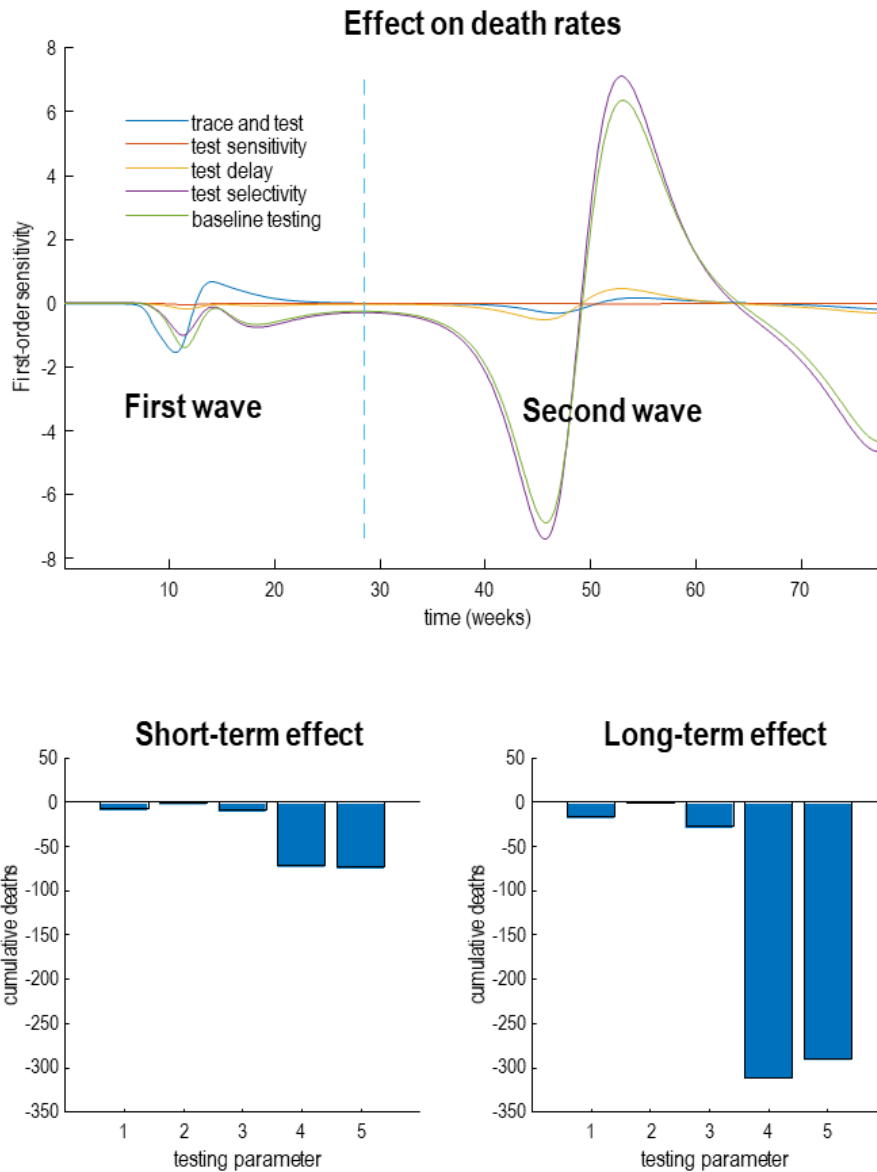 Effect on death rates
8
6
4
2
0
-2
-4
-6
-8
First-order sensitivity
trace and test
test sensitivity
test delay
test selectivity
baseline testing
First wave
Second wave
10 20 30 40 50 60 70
time (weeks)
Short-term effect
50
0
-50
-100
-150
-200
-250
-300
-350
cumulative deaths
1 2 3 4 5
testing parameter
Long-term effect
50
0
-50
-100
-150
-200
-250
-300
-350
cumulative deaths
1 2 3 4 5
testing parameter